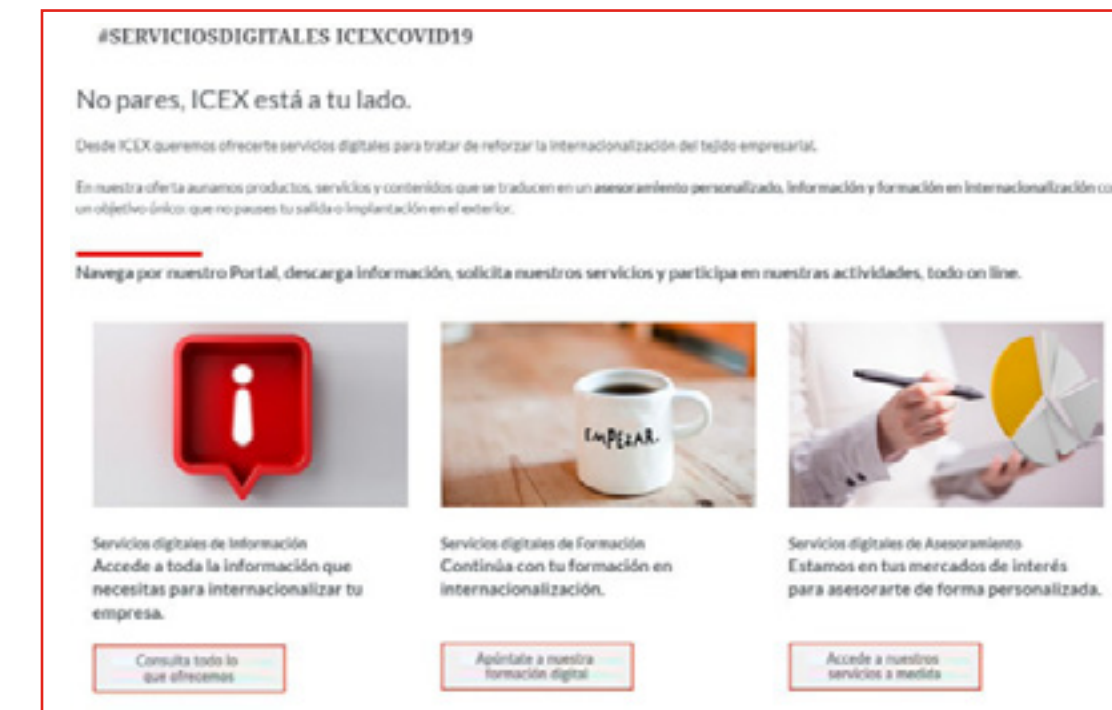 #SERVICIOSDIGITALES ICEXCOVID19
No pares, ICEX está a tu lado.
Desde ICEX queremos ofrecerte servicios digitales para tratar de reforzar la internacionalización del tejido empresarial.
En nuestra oferta aunamos productos, servicios y contenidos que se traducen en un asesoramiento personalizado, información y formación en internacionalización
un objetivo único: que no pauses tu salida o implantación en el exterior.
Navega por nuestro Portal, descarga información, solicita nuestros servicios y participa en nuestras actividades, todo on line.
EMPEZAR.
Servicios digitales de Información
Accede a toda la información que
necesitas para internacionalizar tu
empresa.
Consulta todo lo
que ofrecemos
Servicios digitales de Formación
Continúa con tu formación en
internacionalización.
Apúntate a nuestra
formación digital
Servicios digitales de Asesoramiento
Estamos en tus mercados de interés
para asesorarte de forma personalizada.
Accede a nuestros
servicios a medida